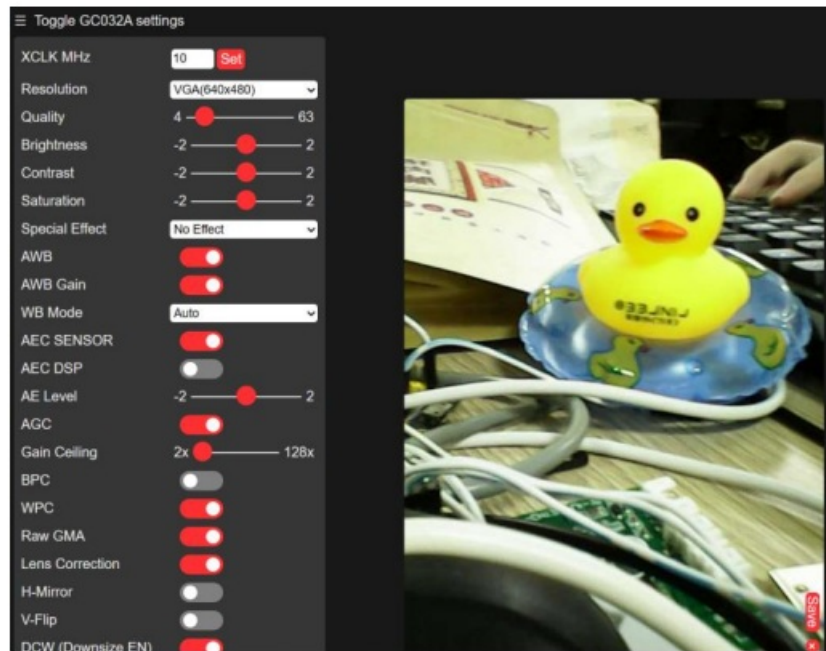 ☰ Toggle GC032A settings
XCLK MHz 10 Set
Resolution VGA(640x480)
Quality 4 63
Brightness -2 2
Contrast -2 2
Saturation -2 2
Special Effect No Effect
AWB
AWB Gain
WB Mode Auto
AEC SENSOR
AEC DSP
AE Level -2 2
AGC
Gain Ceiling 2x 128x
BPC
WPC
Raw GMA
Lens Correction
H-Mirror
V-Flip
DCW (Downsize EN)
Save
x